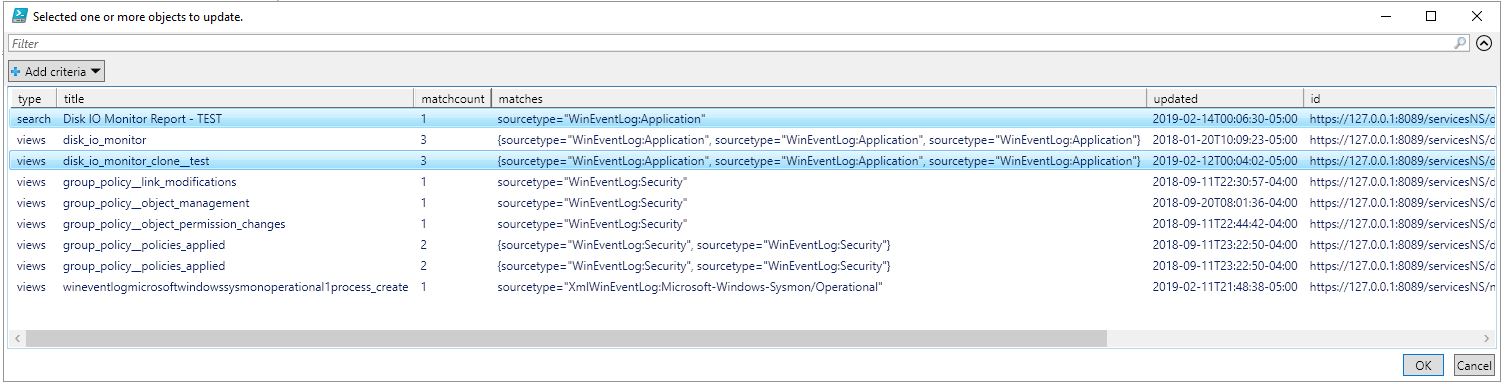 Selected one or more objects to update.
Filter
Add criteria
type title matchcount matches updated id
search Disk IO Monitor Report - TEST 1 sourcetype="WinEventLog:Application" 2019-02-14T00:06:30-05:00 https://127.0.0.1:8089/servicesNS/d
views disk_io_monitor 3 {sourcetype="WinEventLog:Application", sourcetype="WinEventLog:Application", sourcetype="WinEventLog:Application"} 2018-01-20T10:09:23-05:00 https://127.0.0.1:8089/servicesNS/d
views disk_io_monitor_clone__test 3 {sourcetype="WinEventLog:Application", sourcetype="WinEventLog:Application", sourcetype="WinEventLog:Application"} 2019-02-12T00:04:02-05:00 https://127.0.0.1:8089/servicesNS/d
views group_policy__link_modifications 1 sourcetype="WinEventLog:Security" 2018-09-11T22:30:57-04:00 https://127.0.0.1:8089/servicesNS/d
views group_policy__object_management 1 sourcetype="WinEventLog:Security" 2018-09-20T08:01:36-04:00 https://127.0.0.1:8089/servicesNS/d
views group_policy__object_permission_changes 1 sourcetype="WinEventLog:Security" 2018-09-11T22:44:42-04:00 https://127.0.0.1:8089/servicesNS/d
views group_policy__policies_applied 2 {sourcetype="WinEventLog:Security", sourcetype="WinEventLog:Security"} 2018-09-11T23:22:50-04:00 https://127.0.0.1:8089/servicesNS/d
views group_policy__policies_applied 2 {sourcetype="WinEventLog:Security", sourcetype="WinEventLog:Security"} 2018-09-11T23:22:50-04:00 https://127.0.0.1:8089/servicesNS/d
views wineventlogmicrosoftwindowssysmonoperational1process_create 1 sourcetype="XmlWinEventLog:Microsoft-Windows-Sysmon/Operational" 2019-02-11T21:48:38-05:00 https://127.0.0.1:8089/servicesNS/n
OK Cancel